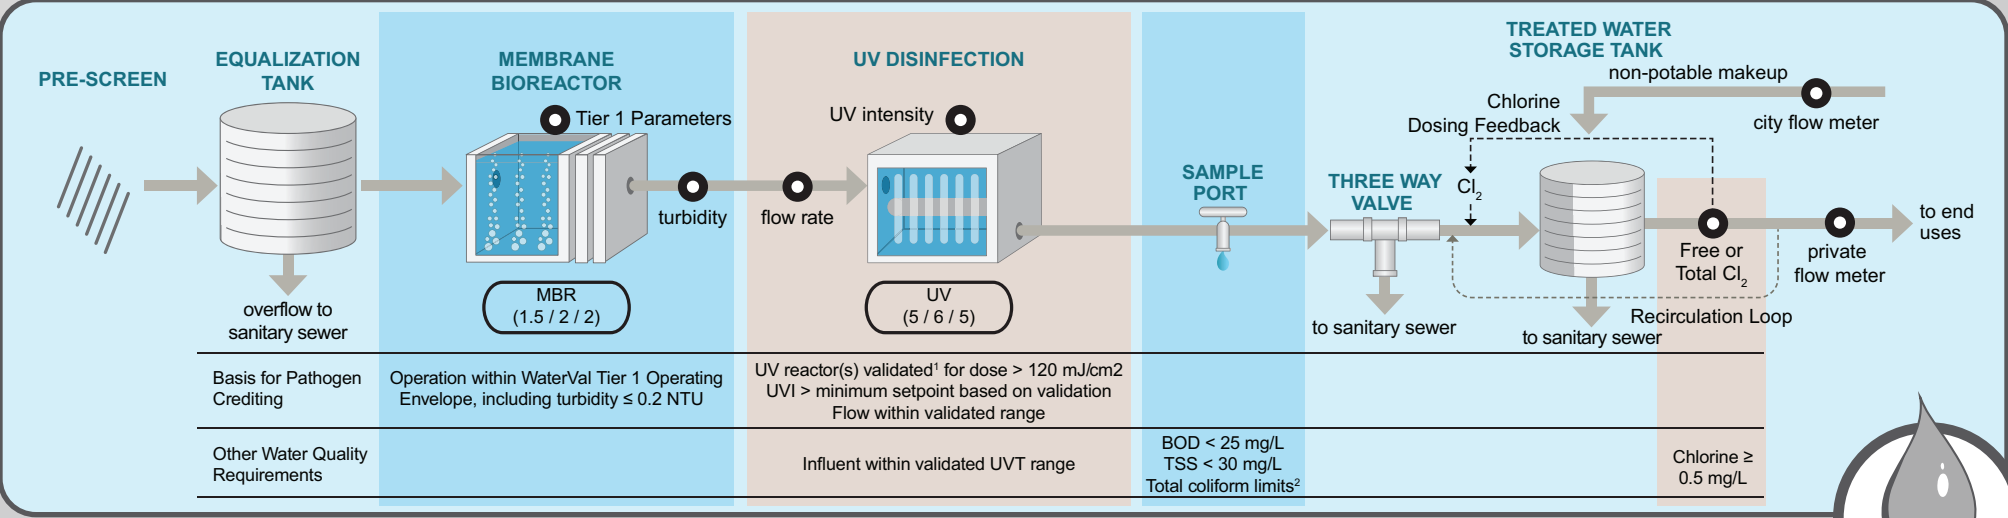 PRE-SCREEN
EQUALIZATION
TANK
overflow to
sanitary sewer
MEMBRANE
BIOREACTOR
Tier 1 Parameters
turbidity
MBR
(1.5 / 2 / 2)
UV DISINFECTION
UV intensity
flow rate
UV
(5 / 6 / 5)
SAMPLE
PORT
THREE WAY
VALVE
to sanitary sewer
TREATED WATER
STORAGE TANK
non-potable makeup
city flow meter
Chlorine
Dosing Feedback
Cl2
to sanitary sewer
Free or
Total Cl2
Recirculation Loop
private
flow meter
to end
uses
Basis for Pathogen
Crediting
Operation within WaterVal Tier 1 Operating
Envelope, including turbidity ≤ 0.2 NTU
UV reactor(s) validated¹ for dose > 120 mJ/cm2
UVI > minimum setpoint based on validation
Flow within validated range
Other Water Quality
Requirements
Influent within validated UVT range
BOD < 25 mg/L
TSS < 30 mg/L
Total coliform limits²
Chlorine ≥
0.5 mg/L